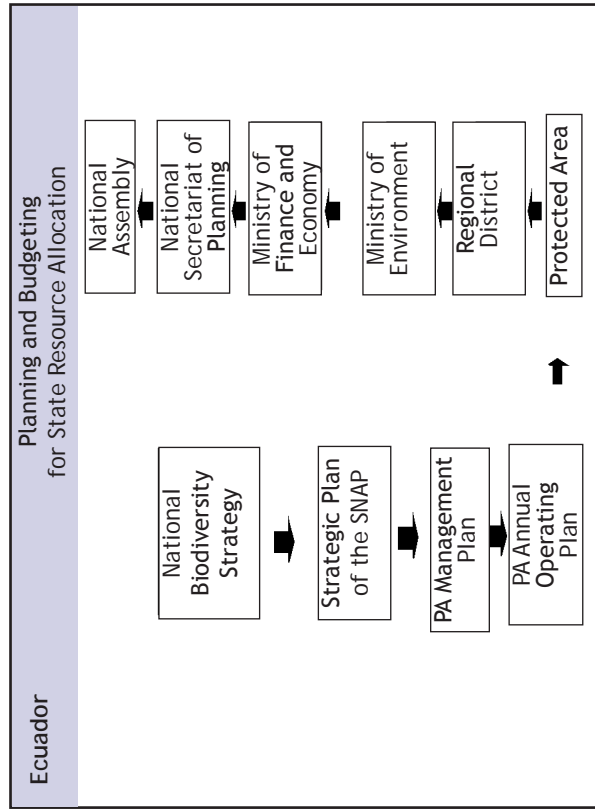 Ecuador
Planning and Budgeting
for State Resource Allocation
National
Biodiversity
Strategy
Strategic Plan
of the SNAP
PA Management
Plan
PA Annual
Operating
Plan
National
Assembly
National
Secretariat of
Planning
Ministry of
Finance and
Economy
Ministry of
Environment
Regional
District
Protected Area